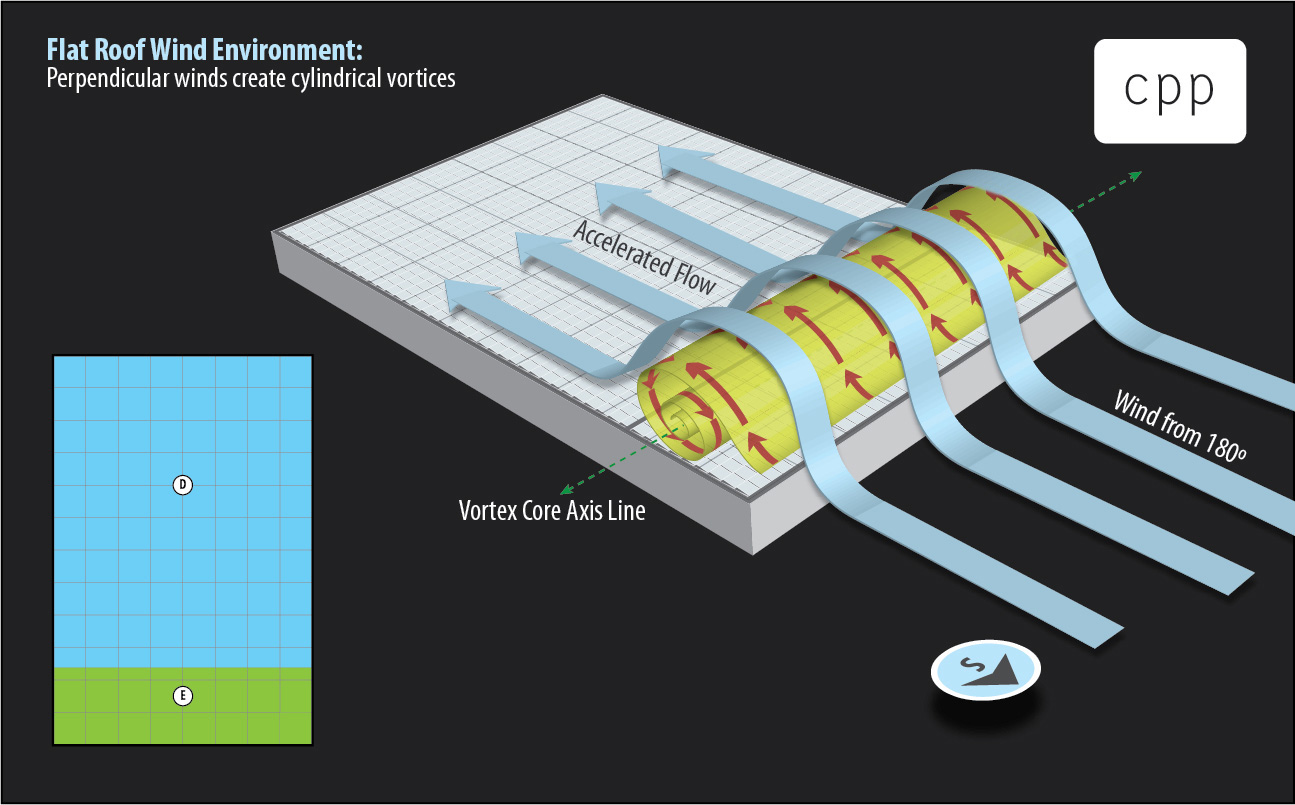 Flat Roof Wind Environment:
Perpendicular winds create cylindrical vortices
cpp
Accelerated Flow
Wind from 180º
Vortex Core Axis Line
D
E
S